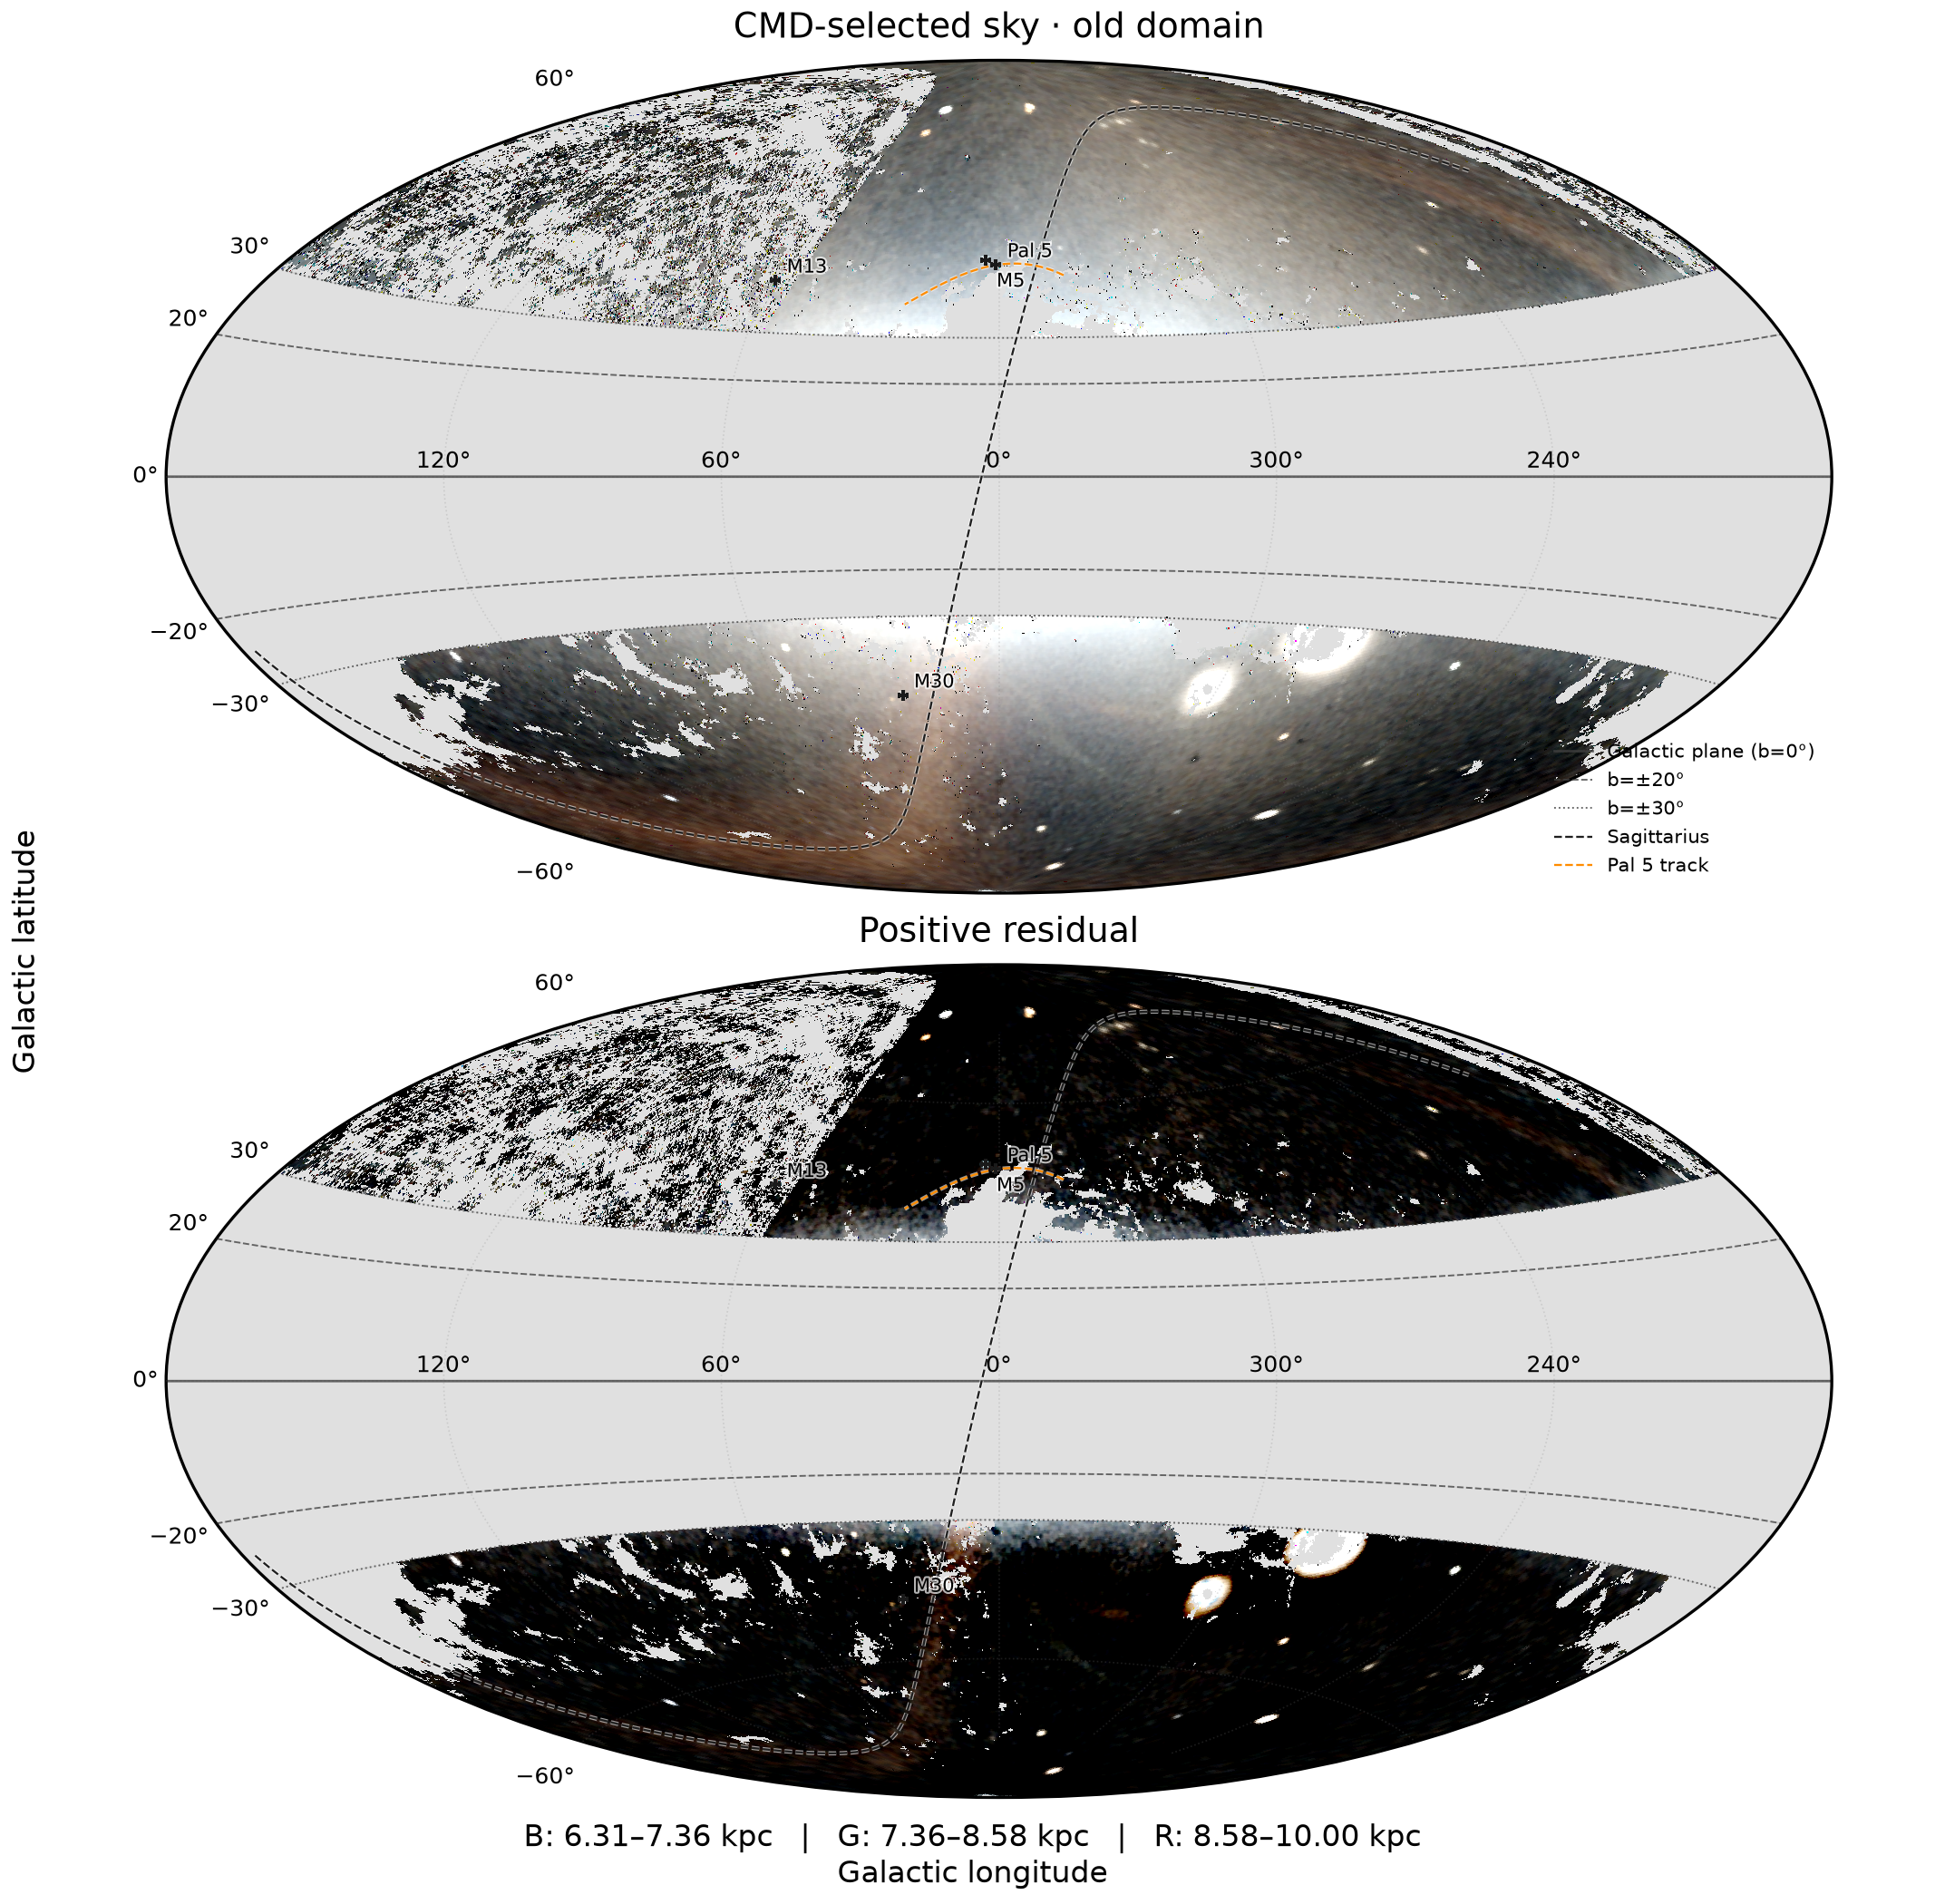 CMD-selected sky · old domain
60°
30°
M13
Pal 5
M5
20°
0°
120°
60°
0°
300°
240°
−20°
M30
−30°
Galactic plane (b=0°)
b=±20°
b=±30°
Sagittarius
Pal 5 track
−60°
Galactic latitude
Positive residual
60°
30°
M13
Pal 5
M5
20°
0°
120°
60°
0°
300°
240°
−20°
M30
−30°
−60°
B: 6.31–7.36 kpc | G: 7.36–8.58 kpc | R: 8.58–10.00 kpc
Galactic longitude